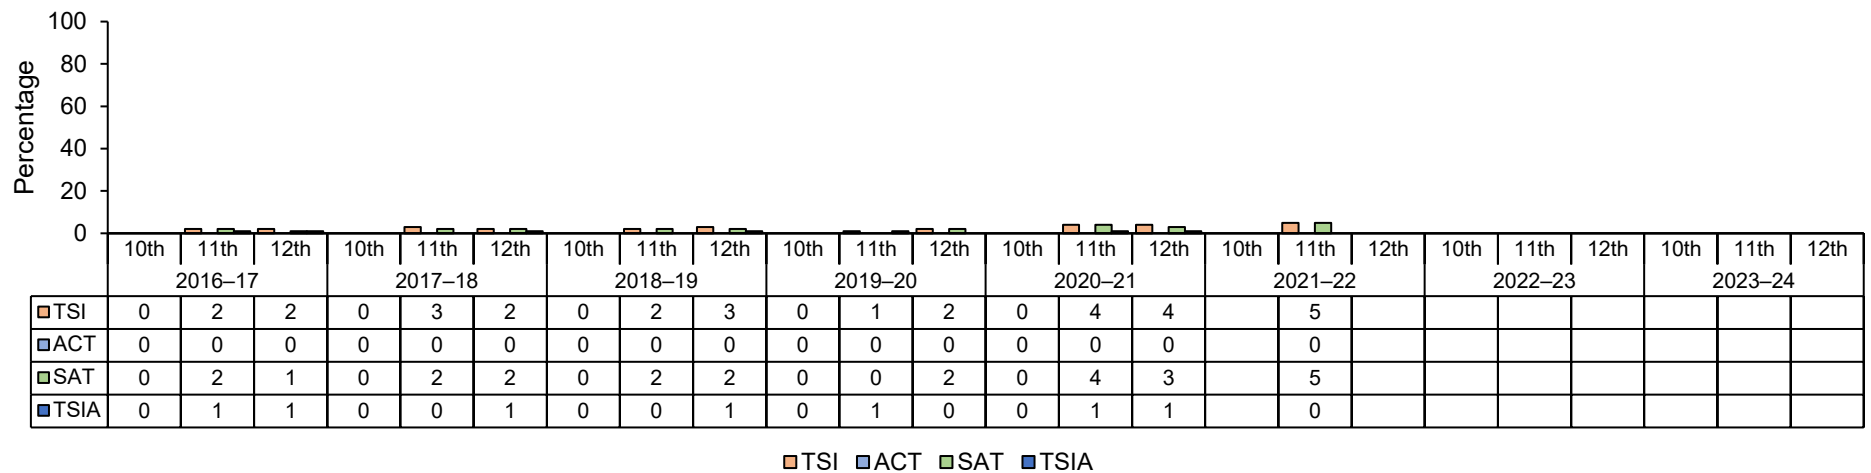 100
80
60
40
20
0
Percentage
10th 11th 12th 10th 11th 12th 10th 11th 12th 10th 11th 12th 10th 11th 12th 10th 11th 12th 10th 11th 12th 10th 11th 12th
2016–17 2017–18 2018–19 2019–20 2020–21 2021–22 2022–23 2023–24
TSI 0 2 2 0 3 2 0 2 3 0 1 2 0 4 4 5
ACT 0 0 0 0 0 0 0 0 0 0 0 0 0 0 0 0
SAT 0 2 1 0 2 2 0 2 2 0 0 2 0 4 3 5
TSIA 0 1 1 0 0 1 0 0 1 0 1 0 0 1 1 0
TSI ACT SAT TSIA